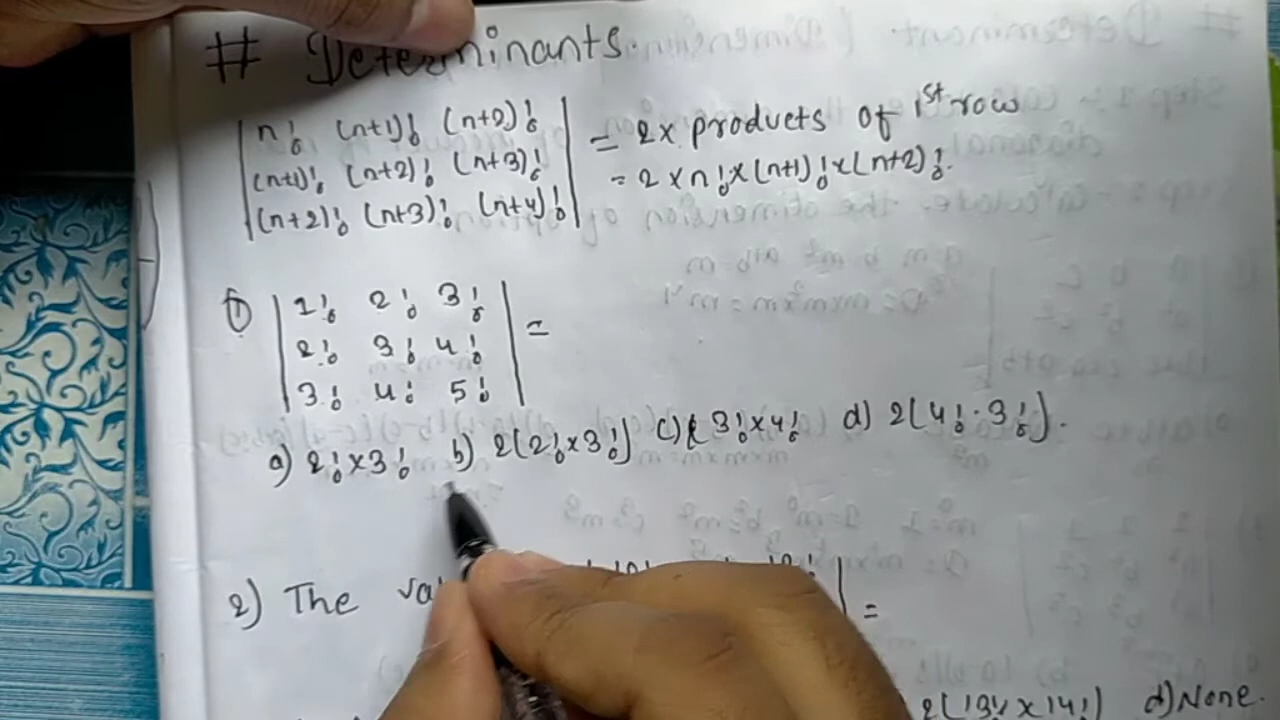 # Determinants.
| n! (n+1)! (n+2)! | = 2x products of 1st row
| (n+1)! (n+2)! (n+3)! | = 2 x n! x (n+1)! x (n+2)!.
| (n+2)! (n+3)! (n+4)! |
1) | 1! 2! 3! | =
| 2! 3! 4! |
| 3! 4! 5! |
a) 2! x 3! b) 2(2! x 3!) c) 3! x 4! d) 2(4! . 3!).
2) The =
2(13! x 14!) d) None.